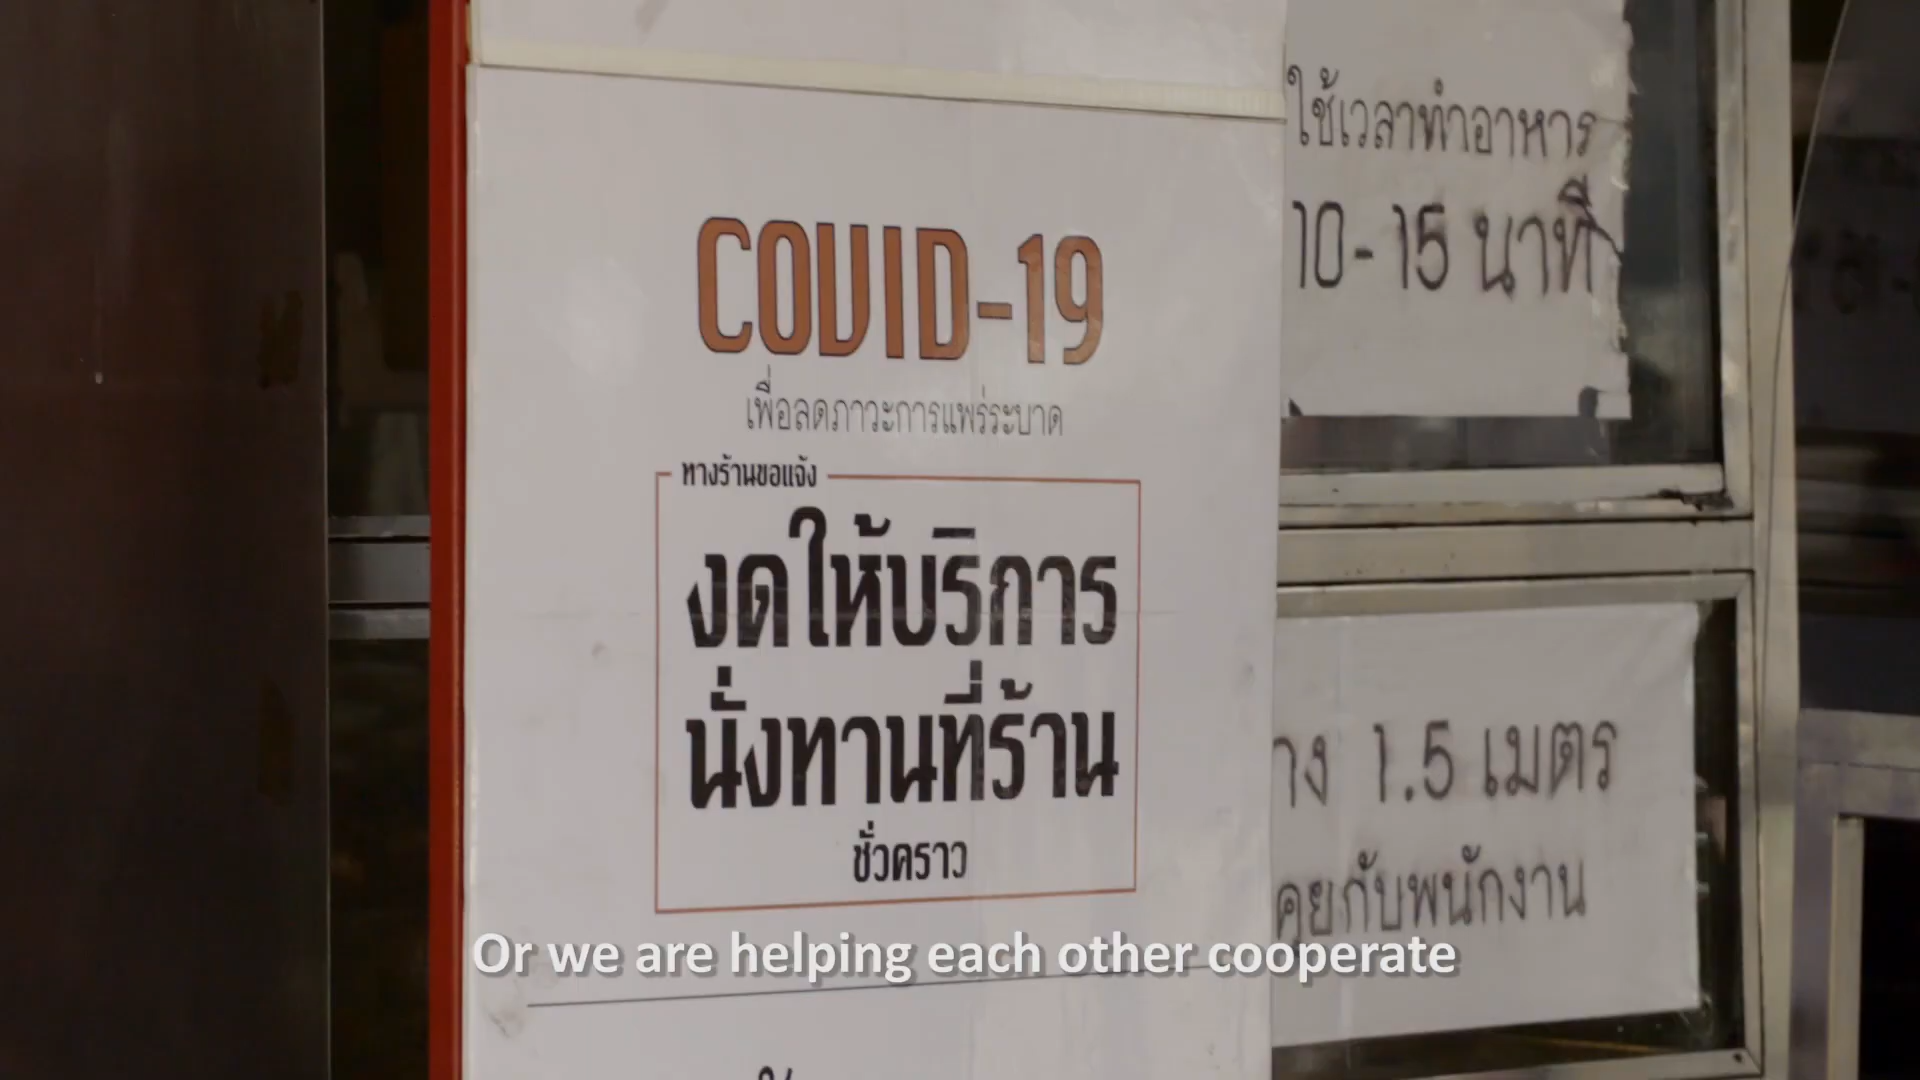 COVID-19
เพื่อลดภาวะการแพร่ระบาด
ทางร้านขอแจ้ง
งดให้บริการ
นั่งทานที่ร้าน
ชั่วคราว
ใช้เวลาทำอาหาร
10-15 นาที
1.5 เมตร
คุยกับพนักงาน
Or we are helping each other cooperate